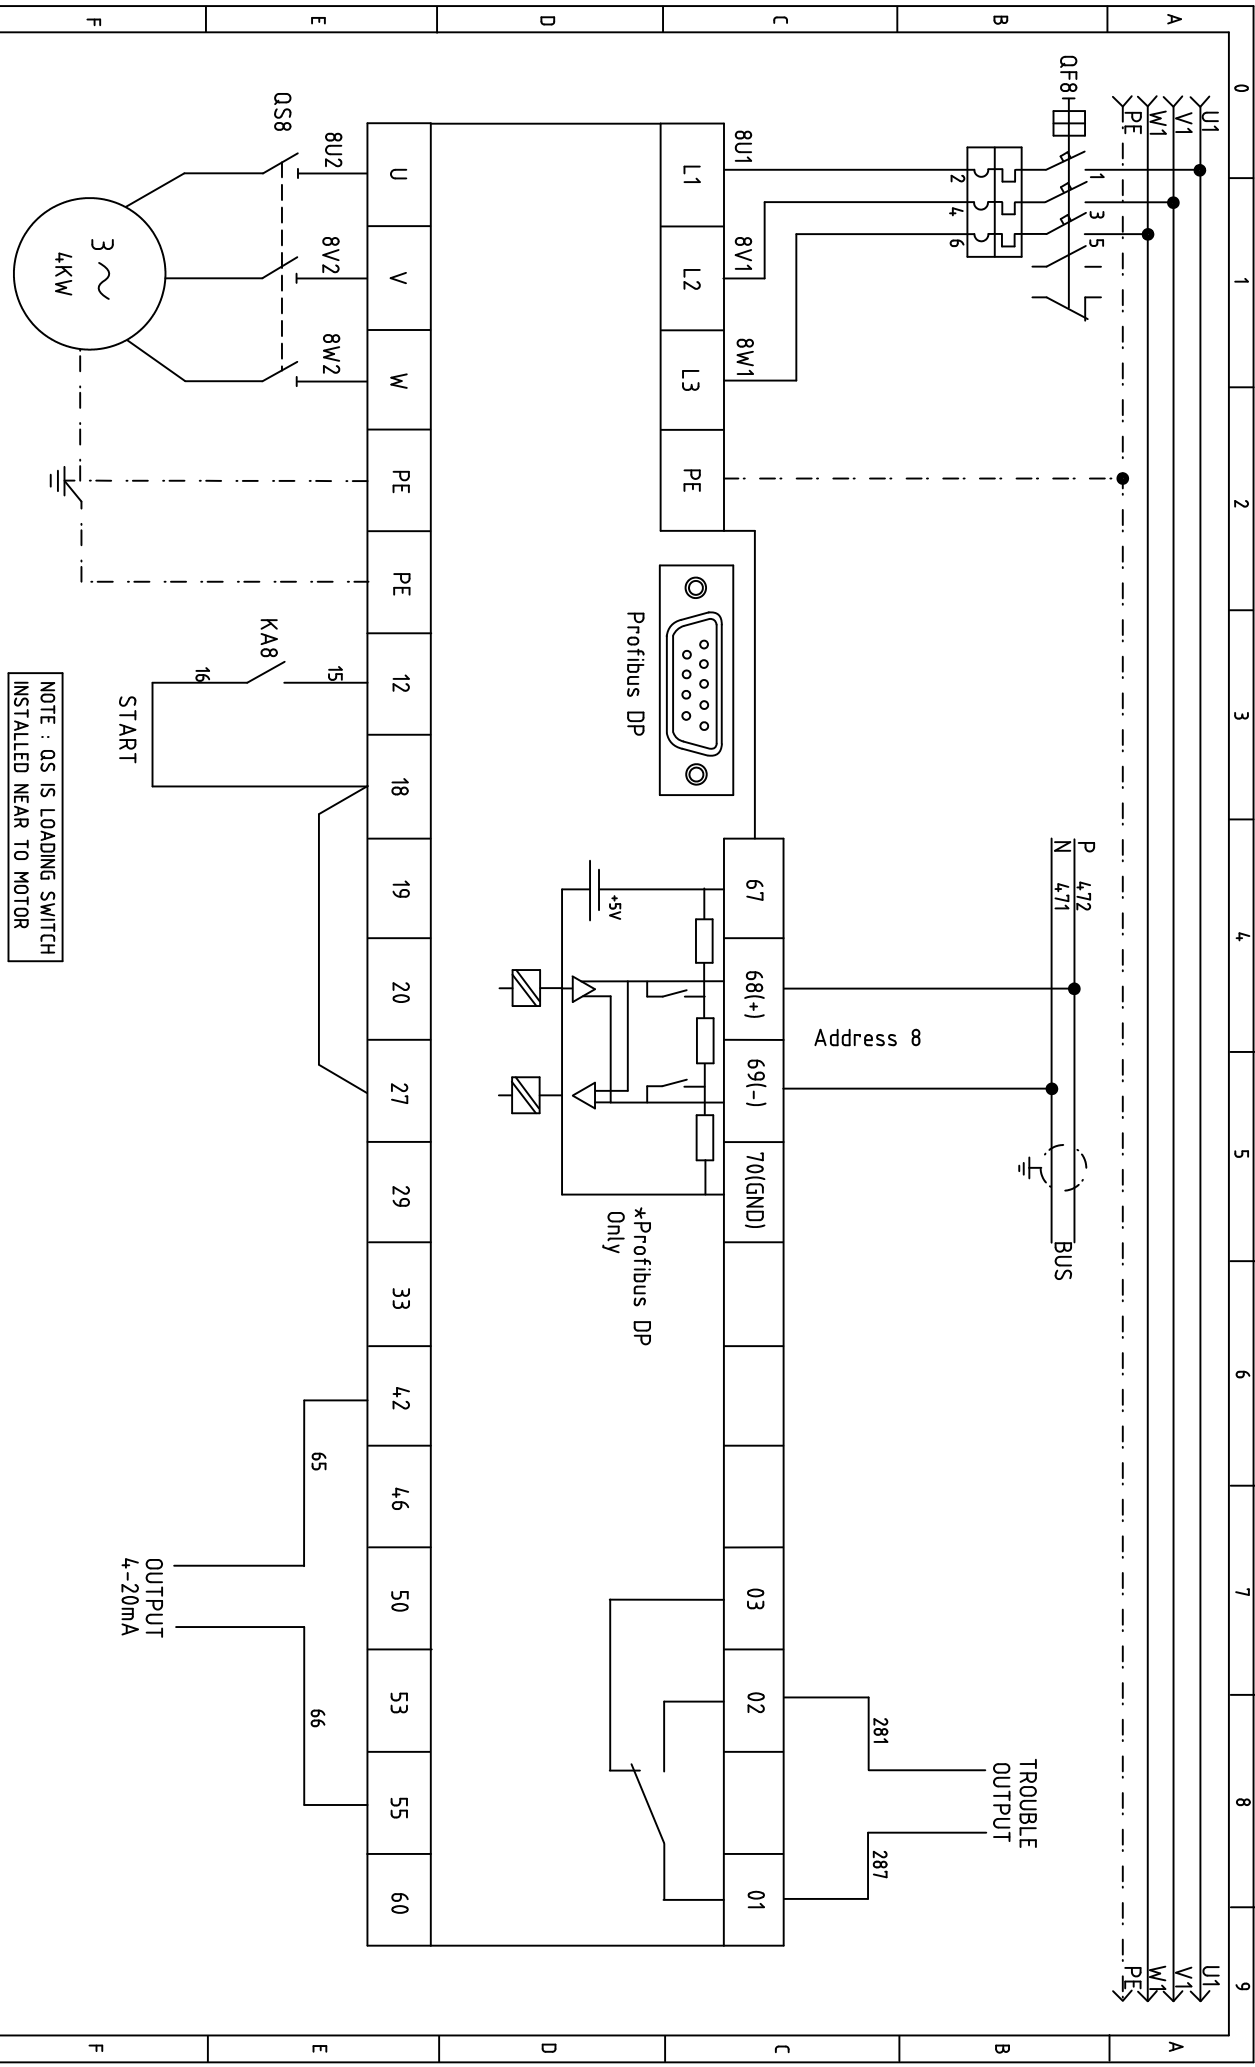 0
1
2
3
4
5
6
7
8
9
A
A
U1
U1
V1
V1
W1
W1
PE
PE
B
B
QF8
1
3
5
2
4
6
P 472
N 471
BUS
Address 8
TROUBLE
OUTPUT
281
287
C
C
8U1
8V1
8W1
L1
L2
L3
PE
67
68(+)
69(-)
70(GND)
03
02
01
Profibus DP
+5V
*Profibus DP
Only
D
D
U
V
W
PE
PE
12
18
19
20
27
29
33
42
46
50
53
55
60
E
E
8U2
8V2
8W2
QS8
KA8
15
16
START
65
66
OUTPUT
4-20mA
3 ~
4KW
F
F
NOTE : QS IS LOADING SWITCH
INSTALLED NEAR TO MOTOR